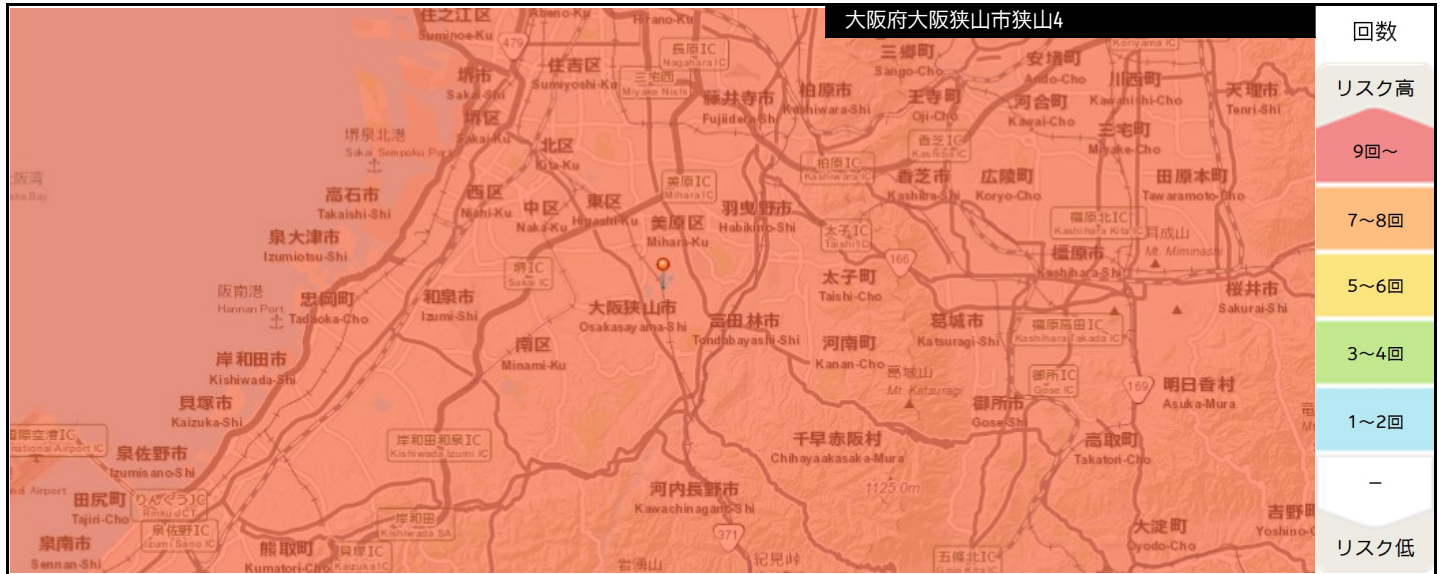 大阪府大阪狭山市狭山4
回数
リスク高
9回～
7～8回
5～6回
3～4回
1～2回
－
リスク低
住之江区
Suminoe-Ku
Abeno-Ku
Hirano-Ku
479
長原IC
Nagahara IC
三郷町
Sango-Cho
安堵町
Ando-Cho
Koriyama IC
川西町
Kawanishi-Cho
天理市
Tenri-Shi
堺市
Sakai-Shi
住吉区
Sumiyoshi-Ku
三宅西
Miyake Nishi
藤井寺市
Fujiidera-Shi
柏原市
Kashiwara-Shi
王寺町
Oji-Cho
河合町
Kawai-Cho
三宅町
Miyake-Cho
堺区
Sakai-Ku
堺泉北港
Sakai Sempoku Port
北区
Kita-Ku
柏原IC
Kashiwara IC
香芝IC
Kashiba IC
香芝市
Kashiba-Shi
広陵町
Koryo-Cho
田原本町
Tawaramoto-Cho
高石市
Takaishi-Shi
西区
Nishi-Ku
中区
Naka-Ku
東区
Higashi-Ku
美原IC
Mihara IC
美原区
Mihara-Ku
羽曳野市
Habikino-Shi
太子IC
Taishi IC
橿原北IC
Kashihara Kita IC
耳成山
Mt. Miminashi
泉大津市
Izumiotsu-Shi
堺IC
Sakai IC
166
橿原市
Kashihara-Shi
太子町
Taishi-Cho
桜井市
Sakurai-Shi
阪南港
Hannan Port
忠岡町
Tadaoka-Cho
和泉市
Izumi-Shi
大阪狭山市
Osakasayama-Shi
富田林市
Tondabayashi-Shi
葛城市
Katsuragi-Shi
橿原高田IC
Kashihara Takada IC
南区
Minami-Ku
河南町
Kanan-Cho
葛城山
Mt. Katsuragi
岸和田市
Kishiwada-Shi
御所IC
Gose IC
169
明日香村
Asuka-Mura
貝塚市
Kaizuka-Shi
御所市
Gose-Shi
岸和田和泉IC
Kishiwada Izumi IC
千早赤阪村
Chihayaakasaka-Mura
高取町
Takatori-Cho
泉佐野市
Izumisano-Shi
1125.0m
田尻町
Tajiri-Cho
りんくうJC
Rinku JCT
河内長野市
Kawachinagano-Shi
泉佐野IC
Izumi Sano IC
岸和田
Kishiwada SA
371
大淀町
Oyodo-Cho
吉野町
泉南市
Sennan-Shi
熊取町
Kumatori-Cho
貝塚IC
Kaizuka IC
岩湧山
紀見峠
五條北IC